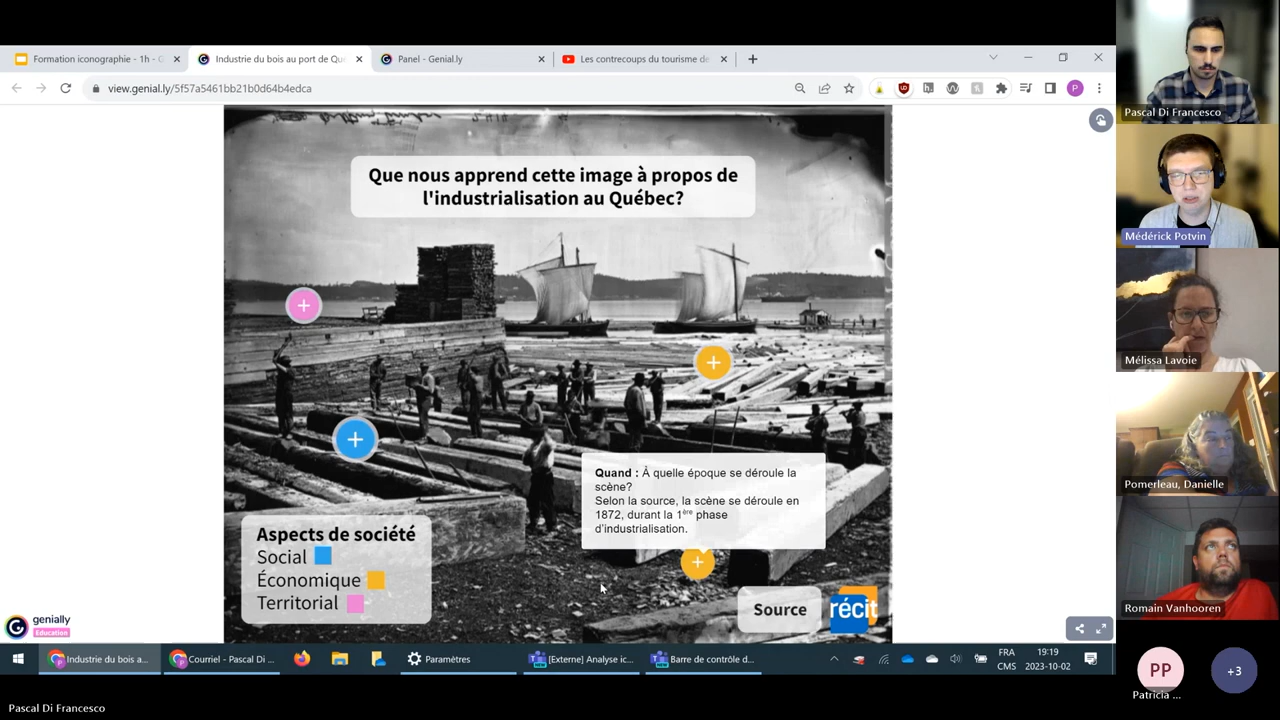 Formation iconographie - 1h - G
Industrie du bois au port de Qu
Panel - Genial.ly
Les contrecoups du tourisme de
view.genial.ly/5f57a5461bb21b0d64b4edca
P
Que nous apprend cette image à propos de
l'industrialisation au Québec?
Quand : À quelle époque se déroule la
scène?
Selon la source, la scène se déroule en
1872, durant la 1ère phase
d'industrialisation.
Aspects de société
Social
Économique
Territorial
Source
récit
genially
Education
Industrie du bois a...
Courriel - Pascal Di ...
Paramètres
[Externe] Analyse ic...
Barre de contrôle d...
FRA
CMS
19:19
2023-10-02
Pascal Di Francesco
Pascal Di Francesco
Médérick Potvin
Mélissa Lavoie
Pomerleau, Danielle
Romain Vanhooren
PP
Patricia ...
+3